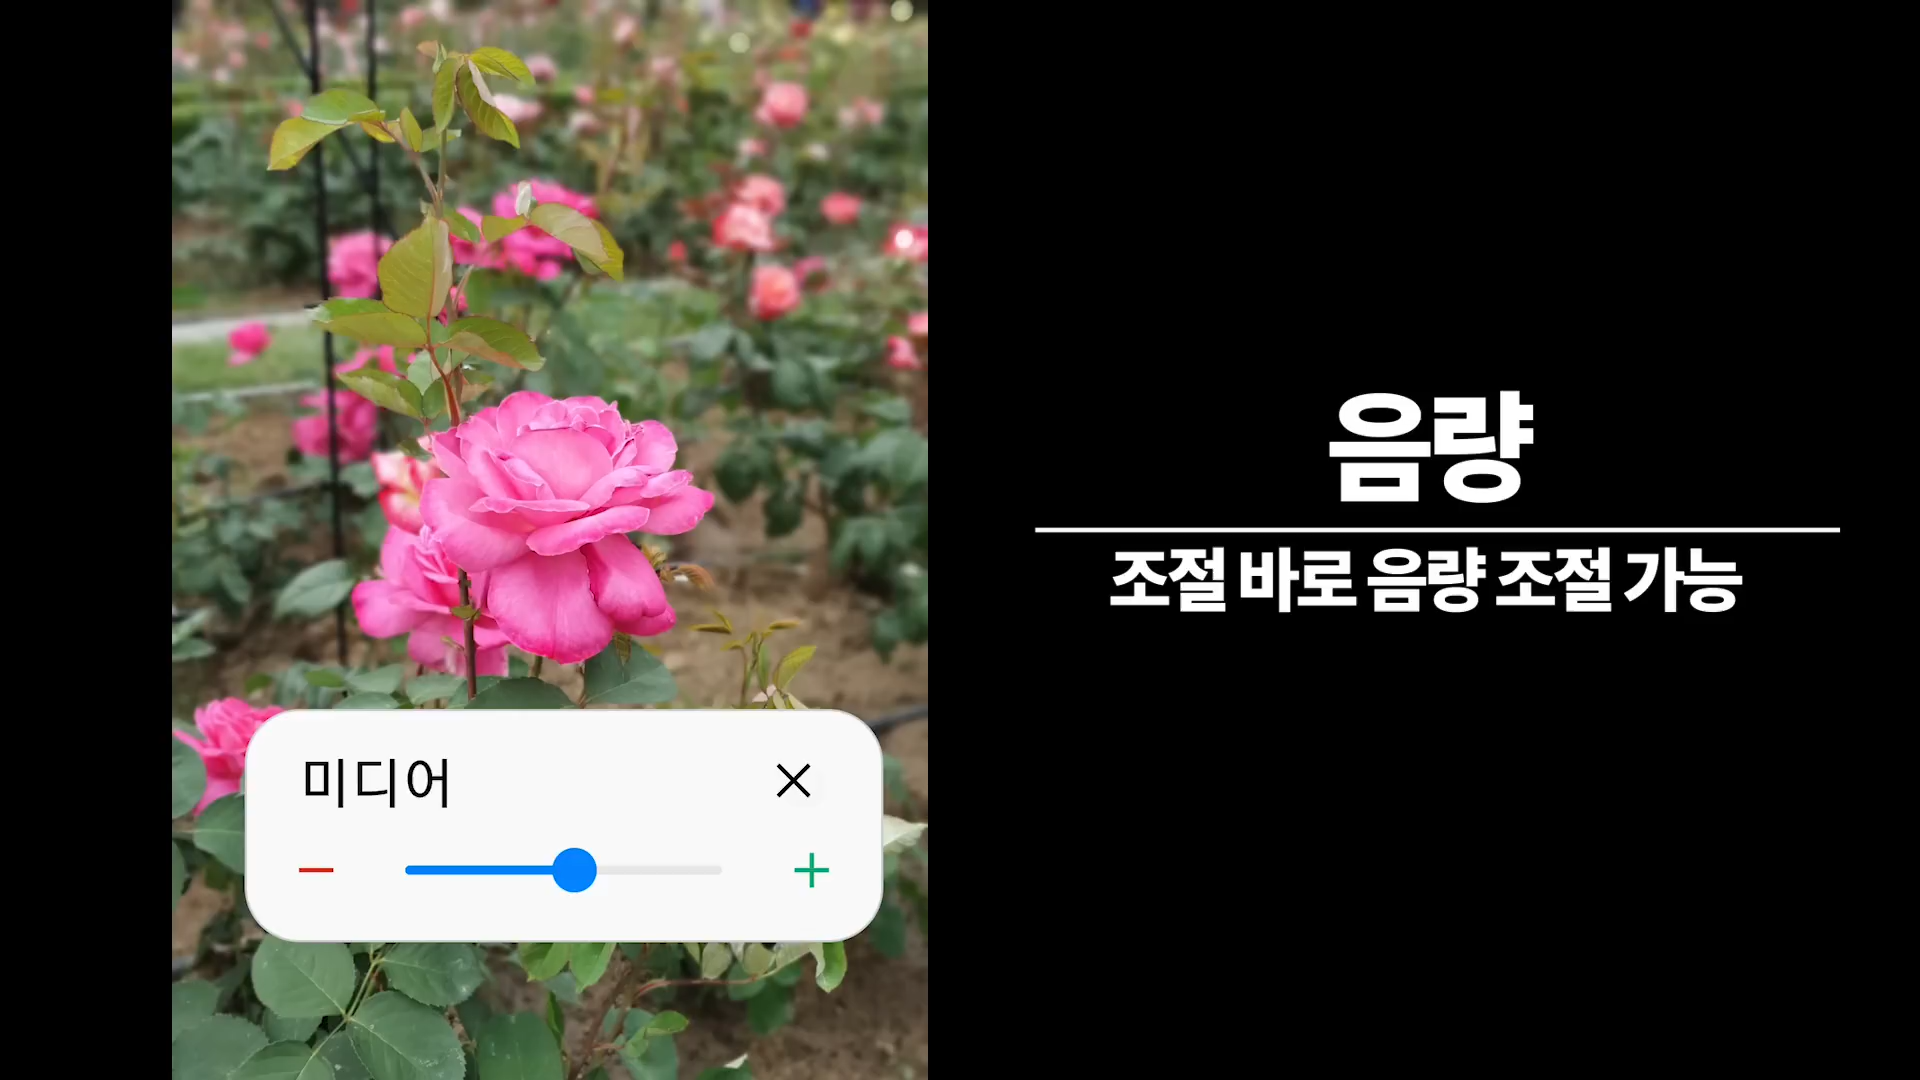 음량
조절 바로 음량 조절 가능
미디어